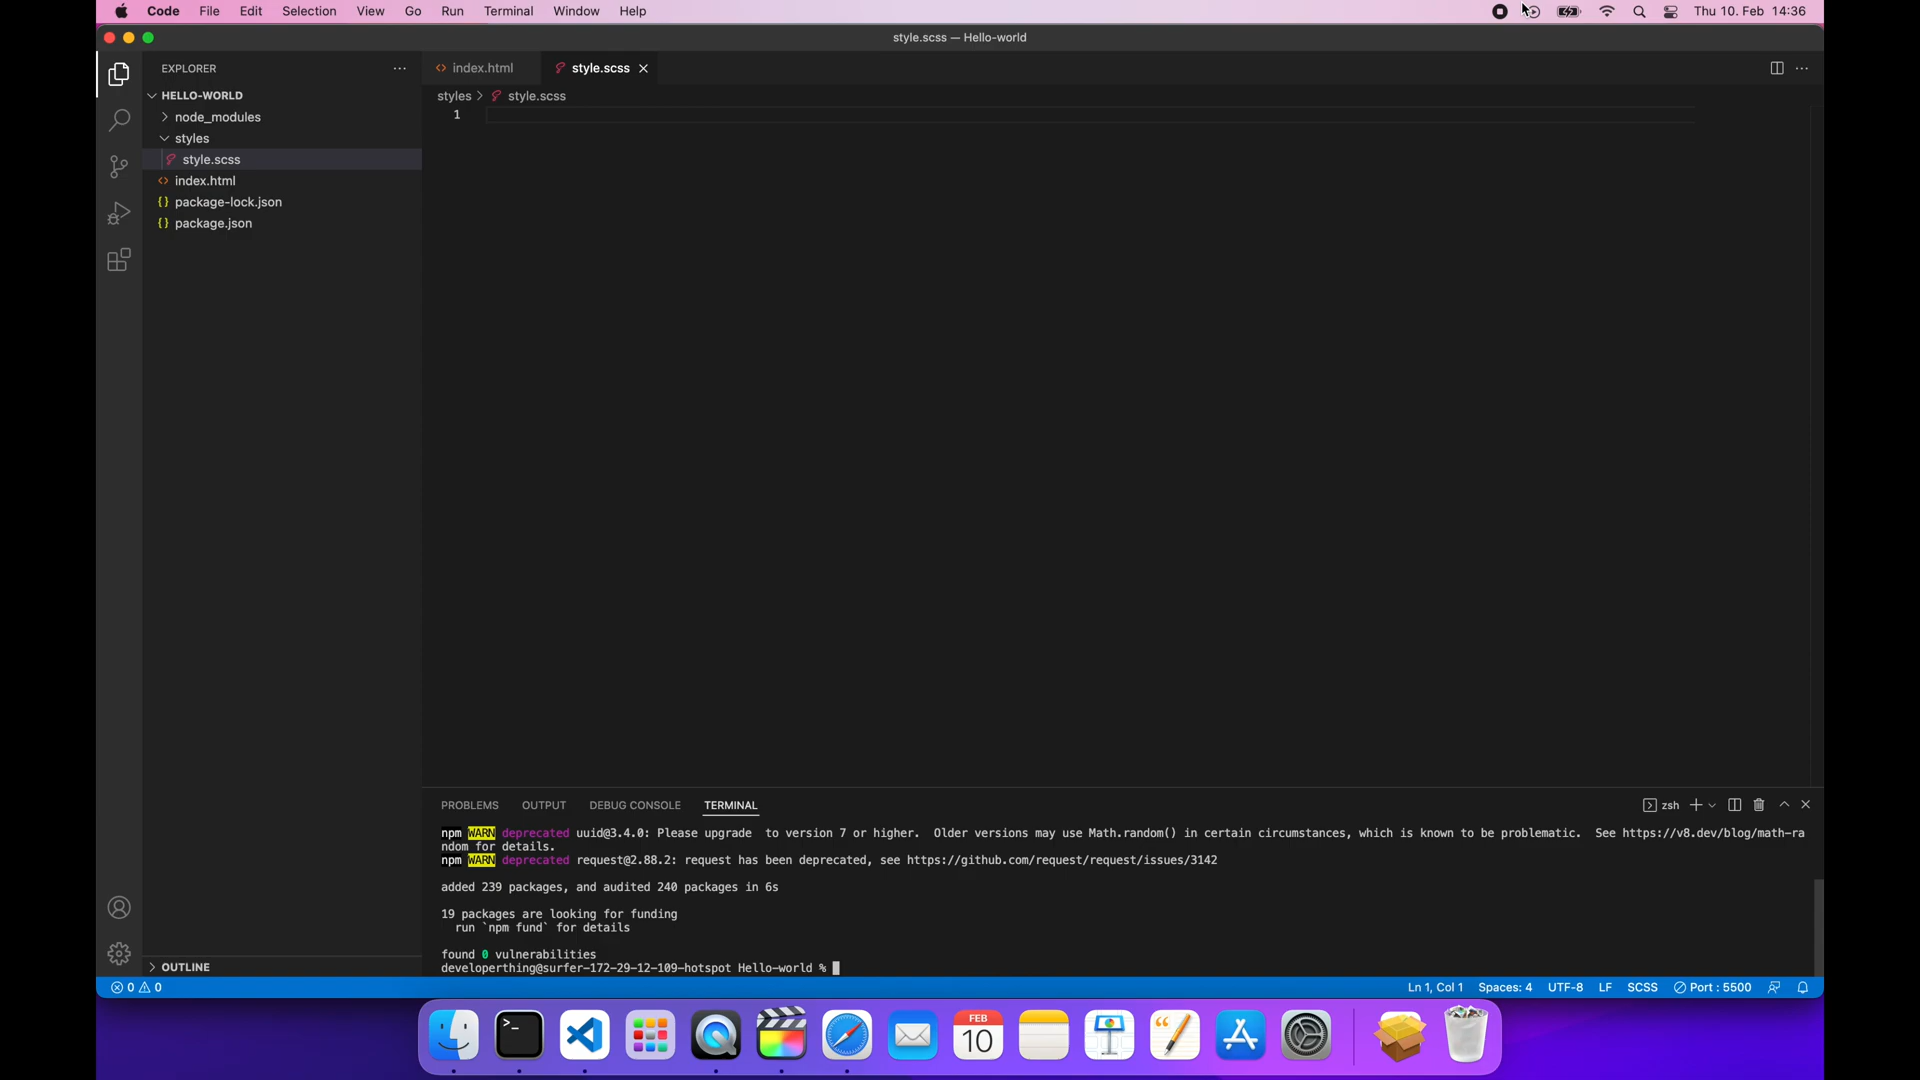 Code File Edit Selection View Go Run Terminal Window Help Thu 10. Feb 14:36
style.scss — Hello-world
EXPLORER
HELLO-WORLD
node_modules
styles
style.scss
index.html
package-lock.json
package.json
OUTLINE
index.html style.scss
styles > style.scss
1
PROBLEMS OUTPUT DEBUG CONSOLE TERMINAL zsh
npm WARN deprecated uuid@3.4.0: Please upgrade  to version 7 or higher.  Older versions may use Math.random() in certain circumstances, which is known to be problematic.  See https://v8.dev/blog/math-ra
ndom for details.
npm WARN deprecated request@2.88.2: request has been deprecated, see https://github.com/request/request/issues/3142
added 239 packages, and audited 240 packages in 6s
19 packages are looking for funding
run `npm fund` for details
found 0 vulnerabilities
developerthing@surfer-172-29-12-109-hotspot Hello-world %
0 0 Ln 1, Col 1 Spaces: 4 UTF-8 LF SCSS Port : 5500
FEB
10